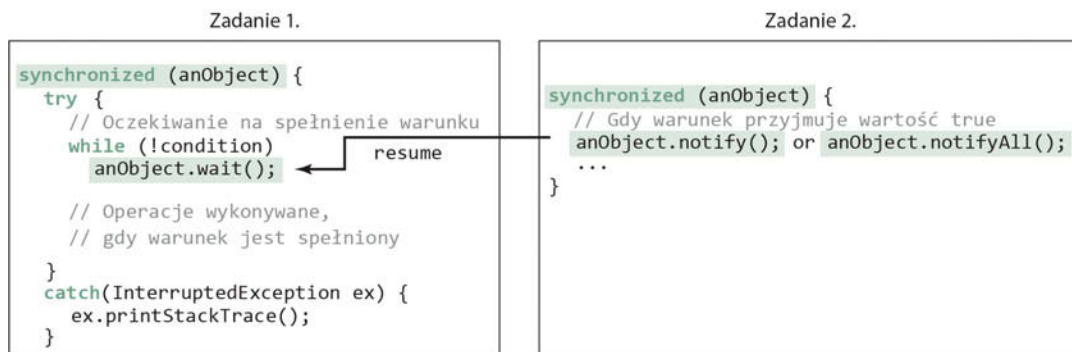 Zadanie 1.
synchronized (anObject) {
try {
// Oczekiwanie na spełnienie warunku
while (!condition)
anObject.wait();
// Operacje wykonywane,
// gdy warunek jest spełniony
}
catch(InterruptedException ex) {
ex.printStackTrace();
}
resume
Zadanie 2.
synchronized (anObject) {
// Gdy warunek przyjmuje wartość true
anObject.notify(); or anObject.notifyAll();
...
}